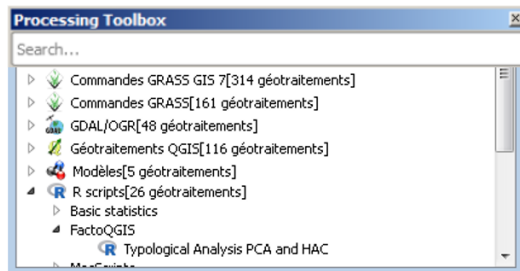 Processing Toolbox
Search...
Commandes GRASS GIS 7[314 géotraitements]
Commandes GRASS[161 géotraitements]
GDAL/OGR[48 géotraitements]
Géotraitements QGIS[116 géotraitements]
Modèles[5 géotraitements]
R scripts[26 géotraitements]
Basic statistics
FactoQGIS
Typological Analysis PCA and HAC